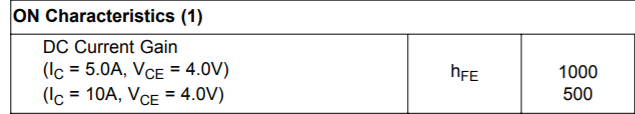 ON Characteristics (1)
DC Current Gain
(IC = 5.0A, VCE = 4.0V) hFE 1000
(IC = 10A, VCE = 4.0V) 500